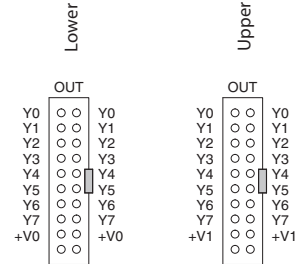 Lower Upper
OUT OUT
Y0 Y0 Y0 Y0
Y1 Y1 Y1 Y1
Y2 Y2 Y2 Y2
Y3 Y3 Y3 Y3
Y4 Y4 Y4 Y4
Y5 Y5 Y5 Y5
Y6 Y6 Y6 Y6
Y7 Y7 Y7 Y7
+V0 +V0 +V1 +V1